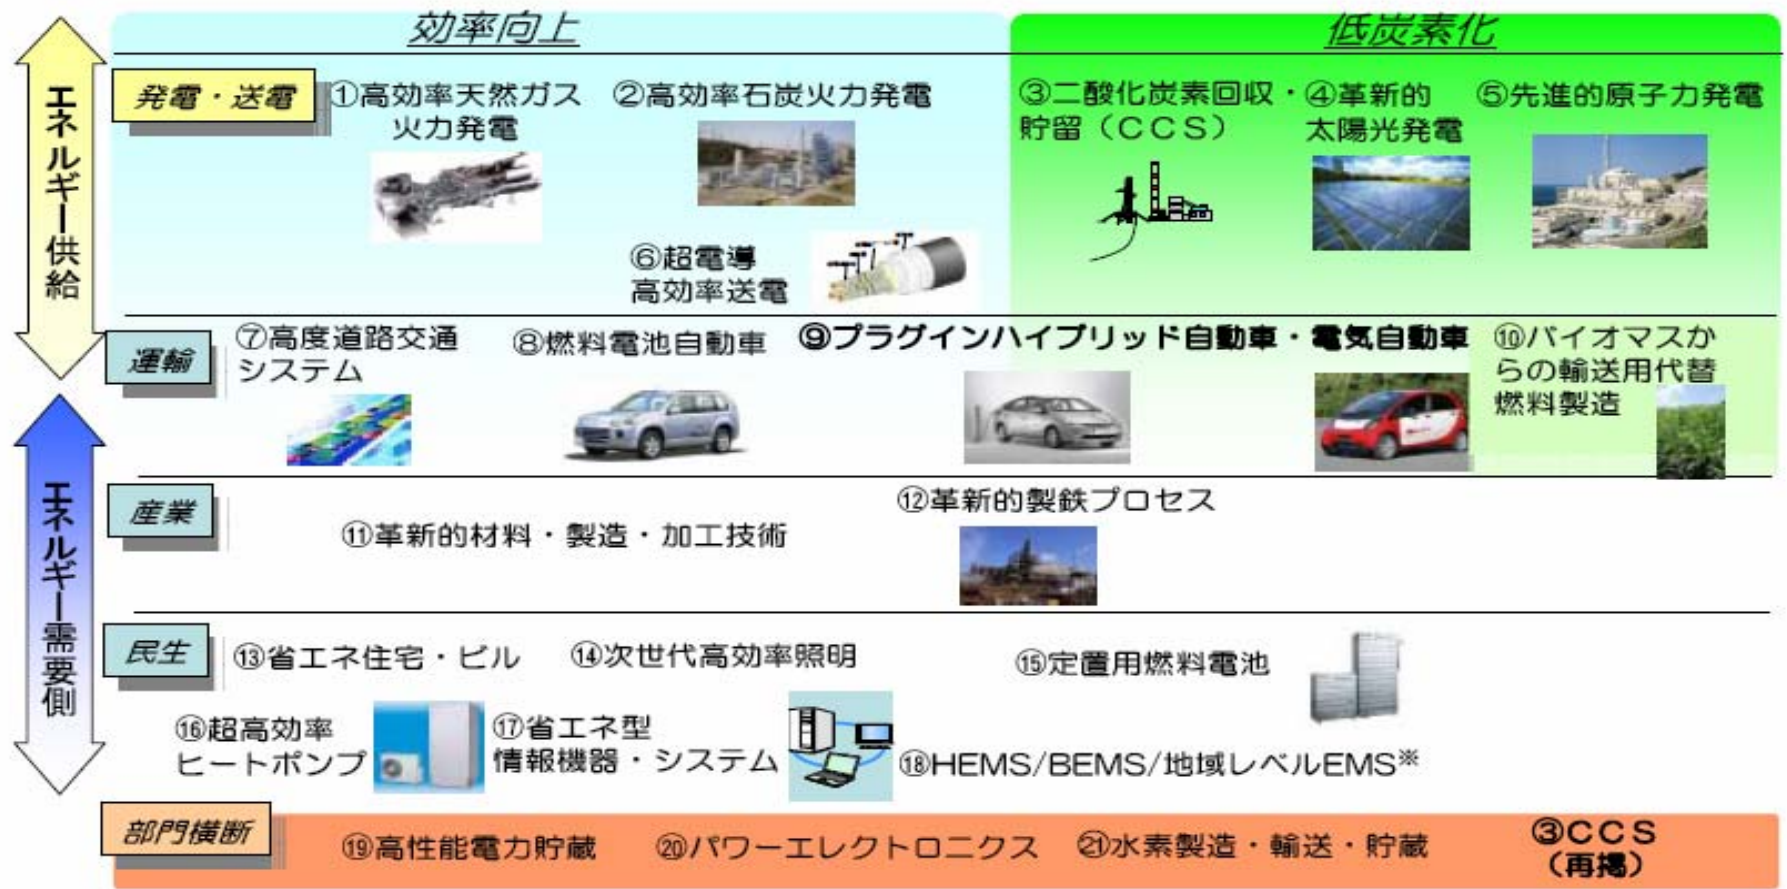 効率向上
低炭素化
エネルギー供給
発電・送電
①高効率天然ガス
火力発電
②高効率石炭火力発電
③二酸化炭素回収・
貯留（ＣＣＳ）
④革新的
太陽光発電
⑤先進的原子力発電
⑥超電導
高効率送電
運輸
⑦高度道路交通
システム
⑧燃料電池自動車
⑨プラグインハイブリッド自動車・電気自動車
⑩バイオマスか
らの輸送用代替
燃料製造
エネルギー需要側
産業
⑪革新的材料・製造・加工技術
⑫革新的製鉄プロセス
民生
⑬省エネ住宅・ビル
⑭次世代高効率照明
⑮定置用燃料電池
⑯超高効率
ヒートポンプ
⑰省エネ型
情報機器・システム
⑱HEMS/BEMS/地域レベルEMS※
部門横断
⑲高性能電力貯蔵
⑳パワーエレクトロニクス
㉑水素製造・輸送・貯蔵
③ＣＣＳ
（再掲）